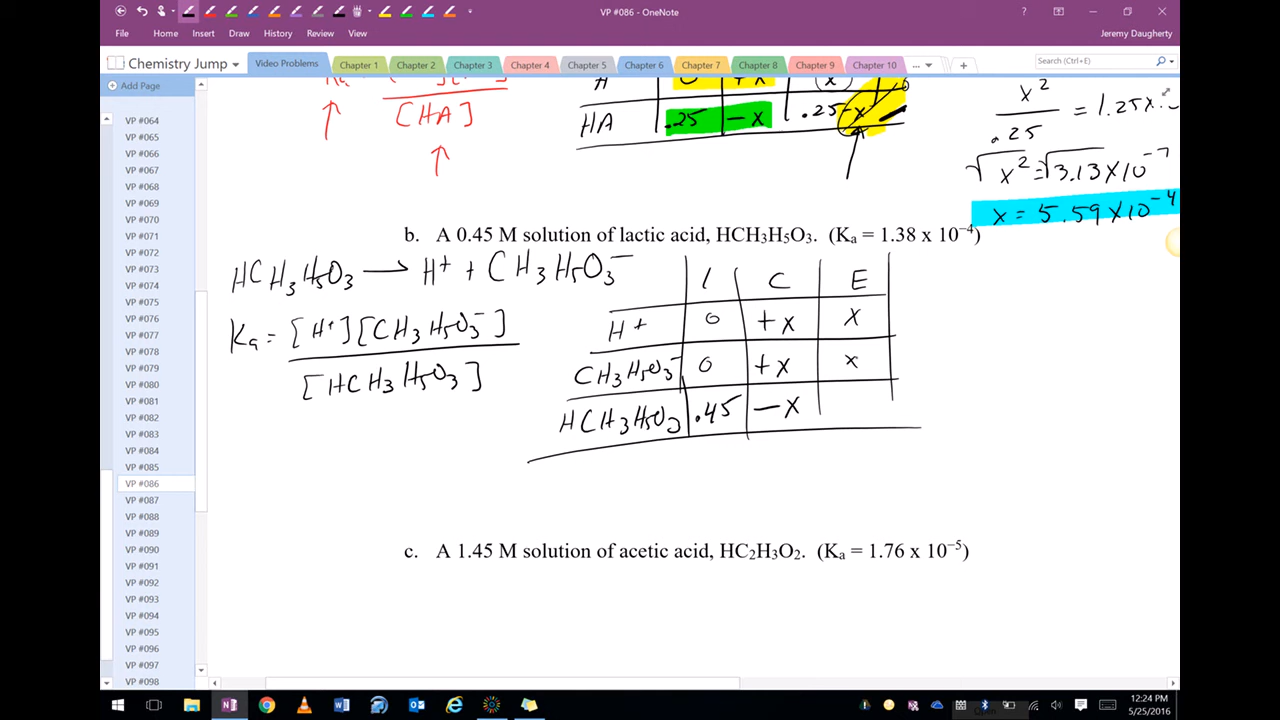 VP #086 - OneNote
Jeremy Daugherty
File Home Insert Draw History Review View
Chemistry Jump Video Problems Chapter 1 Chapter 2 Chapter 3 Chapter 4 Chapter 5 Chapter 6 Chapter 7 Chapter 8 Chapter 9 Chapter 10 ... Search (Ctrl+E)
Add Page
VP #064
VP #065
VP #066
VP #067
VP #068
VP #069
VP #070
VP #071
VP #072
VP #073
VP #074
VP #075
VP #076
VP #077
VP #078
VP #079
VP #080
VP #082
VP #083
VP #081
VP #084
VP #085
VP #086
VP #087
VP #088
VP #089
VP #090
VP #091
VP #092
VP #093
VP #094
VP #095
VP #096
VP #097
VP #098
[HA]
HA .25 -x .25-x
x²/.25 = 1.25x
√x² = √3.13x10⁻⁷
x = 5.59x10⁻⁴
b. A 0.45 M solution of lactic acid, HCH₃H₅O₃. (Kₐ = 1.38 x 10⁻⁴)
HCH₃H₅O₃ → H⁺ + CH₃H₅O₃⁻
Kₐ = [H⁺][CH₃H₅O₃⁻]
[HCH₃H₅O₃]
I C E
H+ 0 +x x
CH₃H₅O₃⁻ 0 +x x
HCH₃H₅O₃ .45 -x
c. A 1.45 M solution of acetic acid, HC₂H₃O₂. (Kₐ = 1.76 x 10⁻⁵)
12:24 PM
5/25/2016